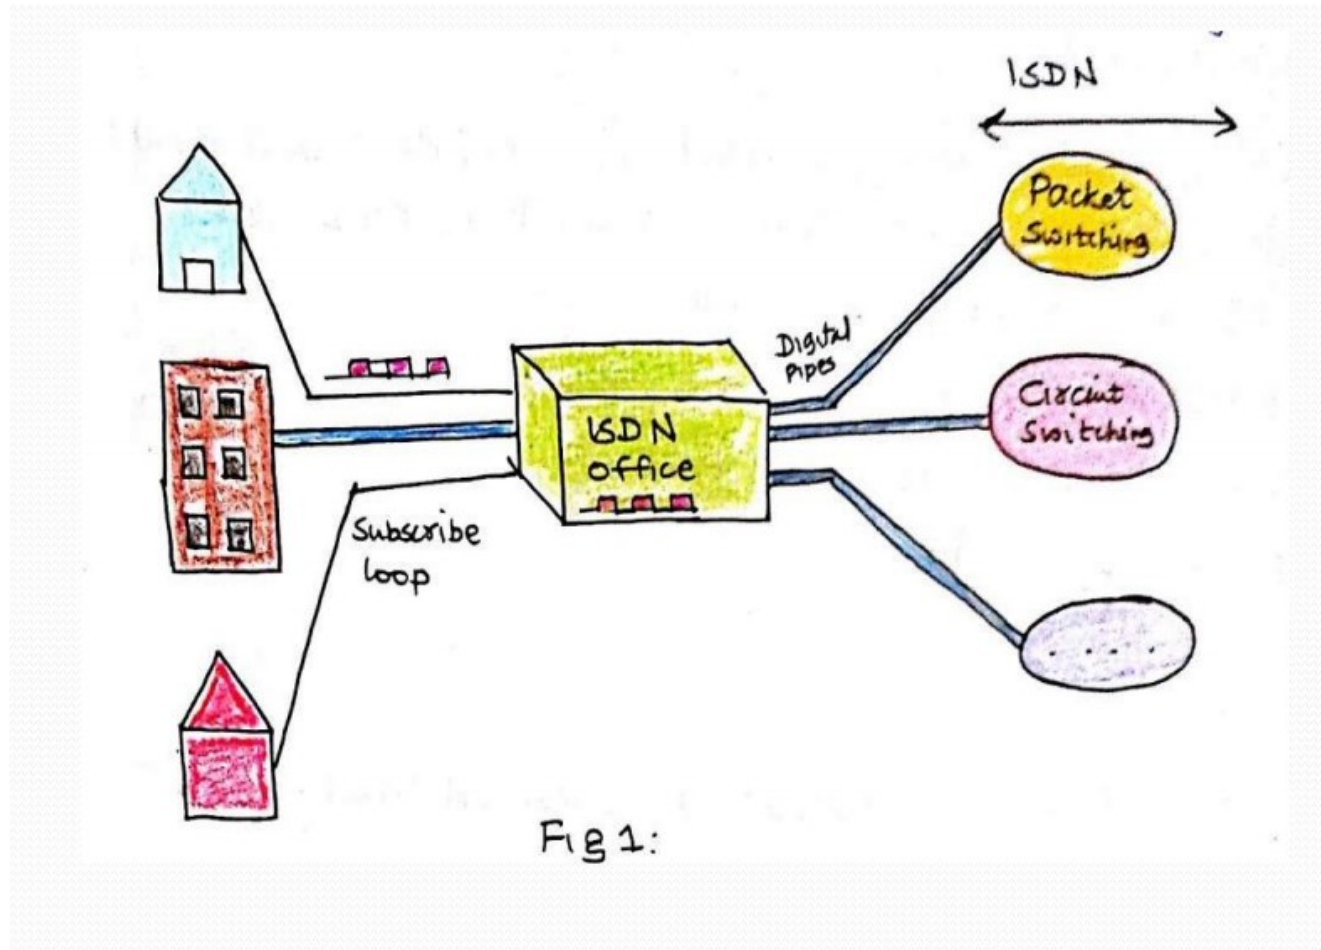 ISDN
Packet
Switching
Digital
Pipes
Circuit
Switching
ISDN
office
Subscribe
loop
. . . .
Fig 1: